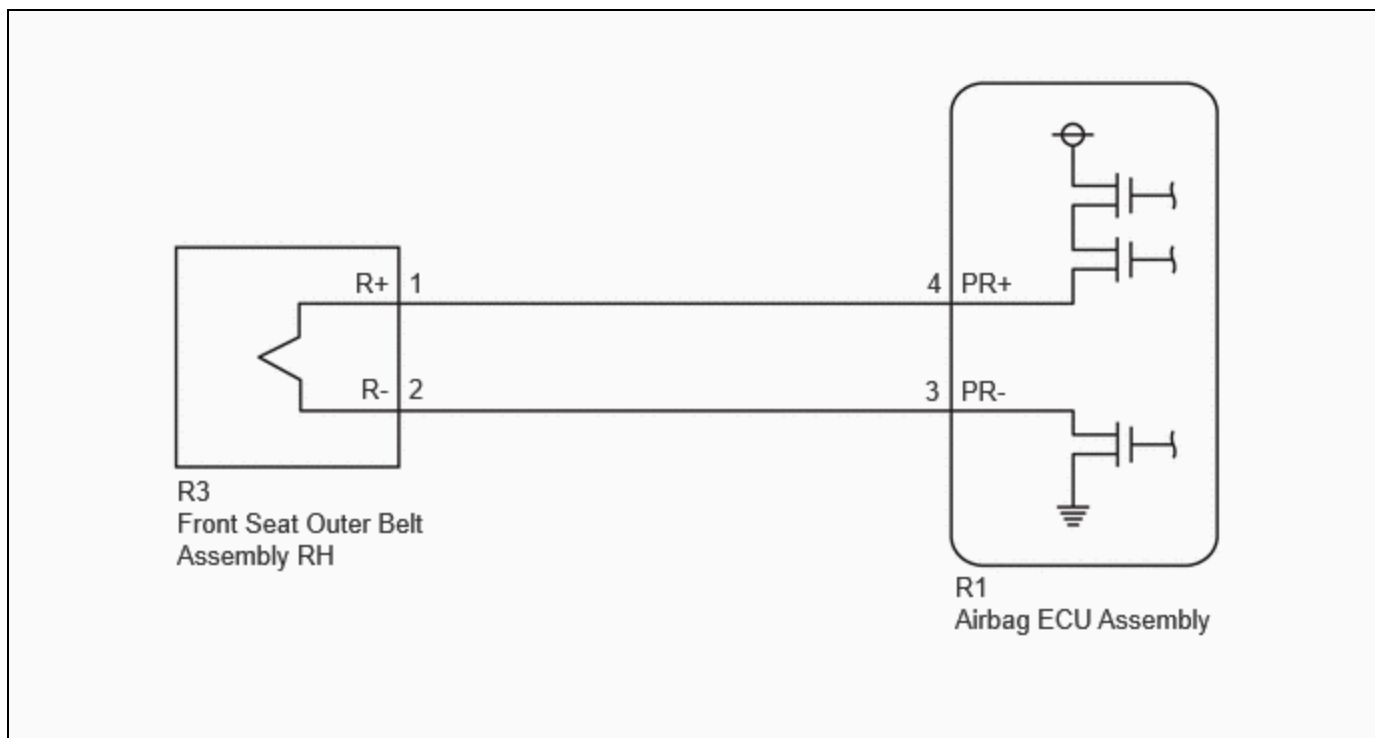 R+ 1
4 PR+
R- 2
3 PR-
R3
Front Seat Outer Belt
Assembly RH
R1
Airbag ECU Assembly